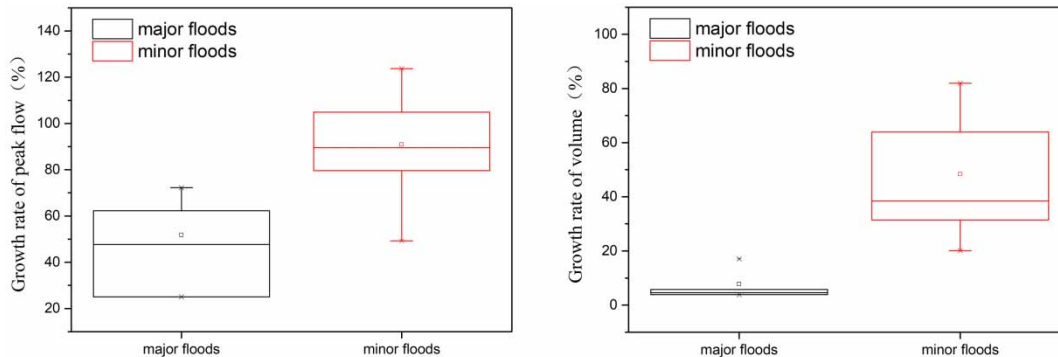 Growth rate of peak flow（%）
140
120
100
80
60
40
20
major floods
minor floods
major floods
minor floods
Growth rate of volume（%）
100
80
60
40
20
0
major floods
minor floods
major floods
minor floods